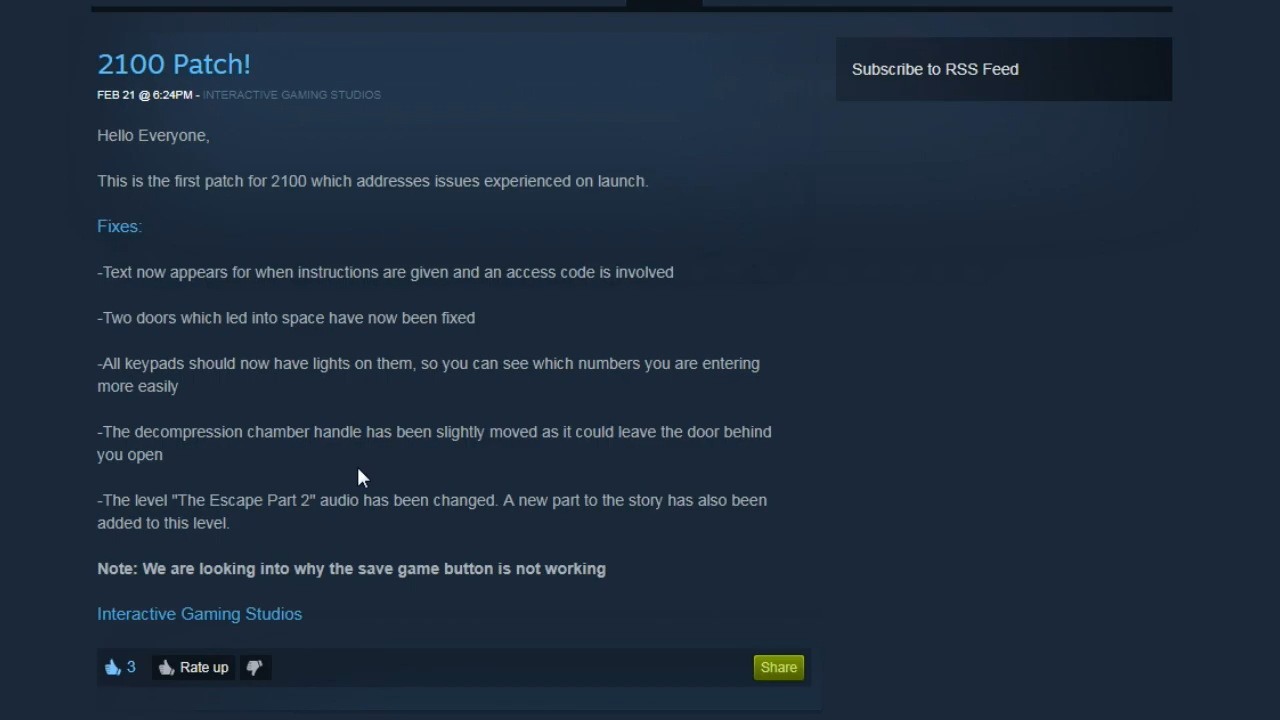 2100 Patch!
FEB 21 @ 6:24PM - INTERACTIVE GAMING STUDIOS
Subscribe to RSS Feed
Hello Everyone,
This is the first patch for 2100 which addresses issues experienced on launch.
Fixes:
-Text now appears for when instructions are given and an access code is involved
-Two doors which led into space have now been fixed
-All keypads should now have lights on them, so you can see which numbers you are entering
more easily
-The decompression chamber handle has been slightly moved as it could leave the door behind
you open
-The level "The Escape Part 2" audio has been changed. A new part to the story has also been
added to this level.
Note: We are looking into why the save game button is not working
Interactive Gaming Studios
3 Rate up Share